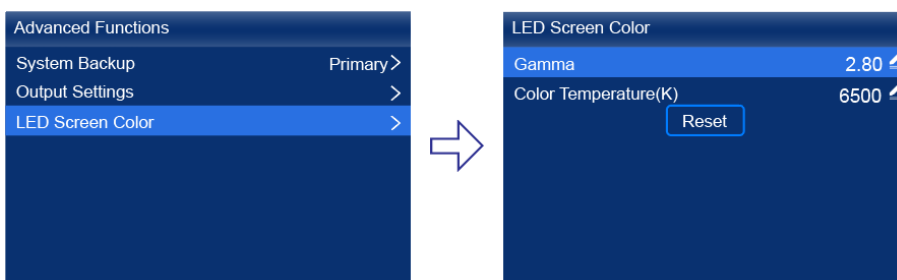 Advanced Functions
System Backup Primary>
Output Settings >
LED Screen Color >
LED Screen Color
Gamma 2.80
Color Temperature(K) 6500
Reset